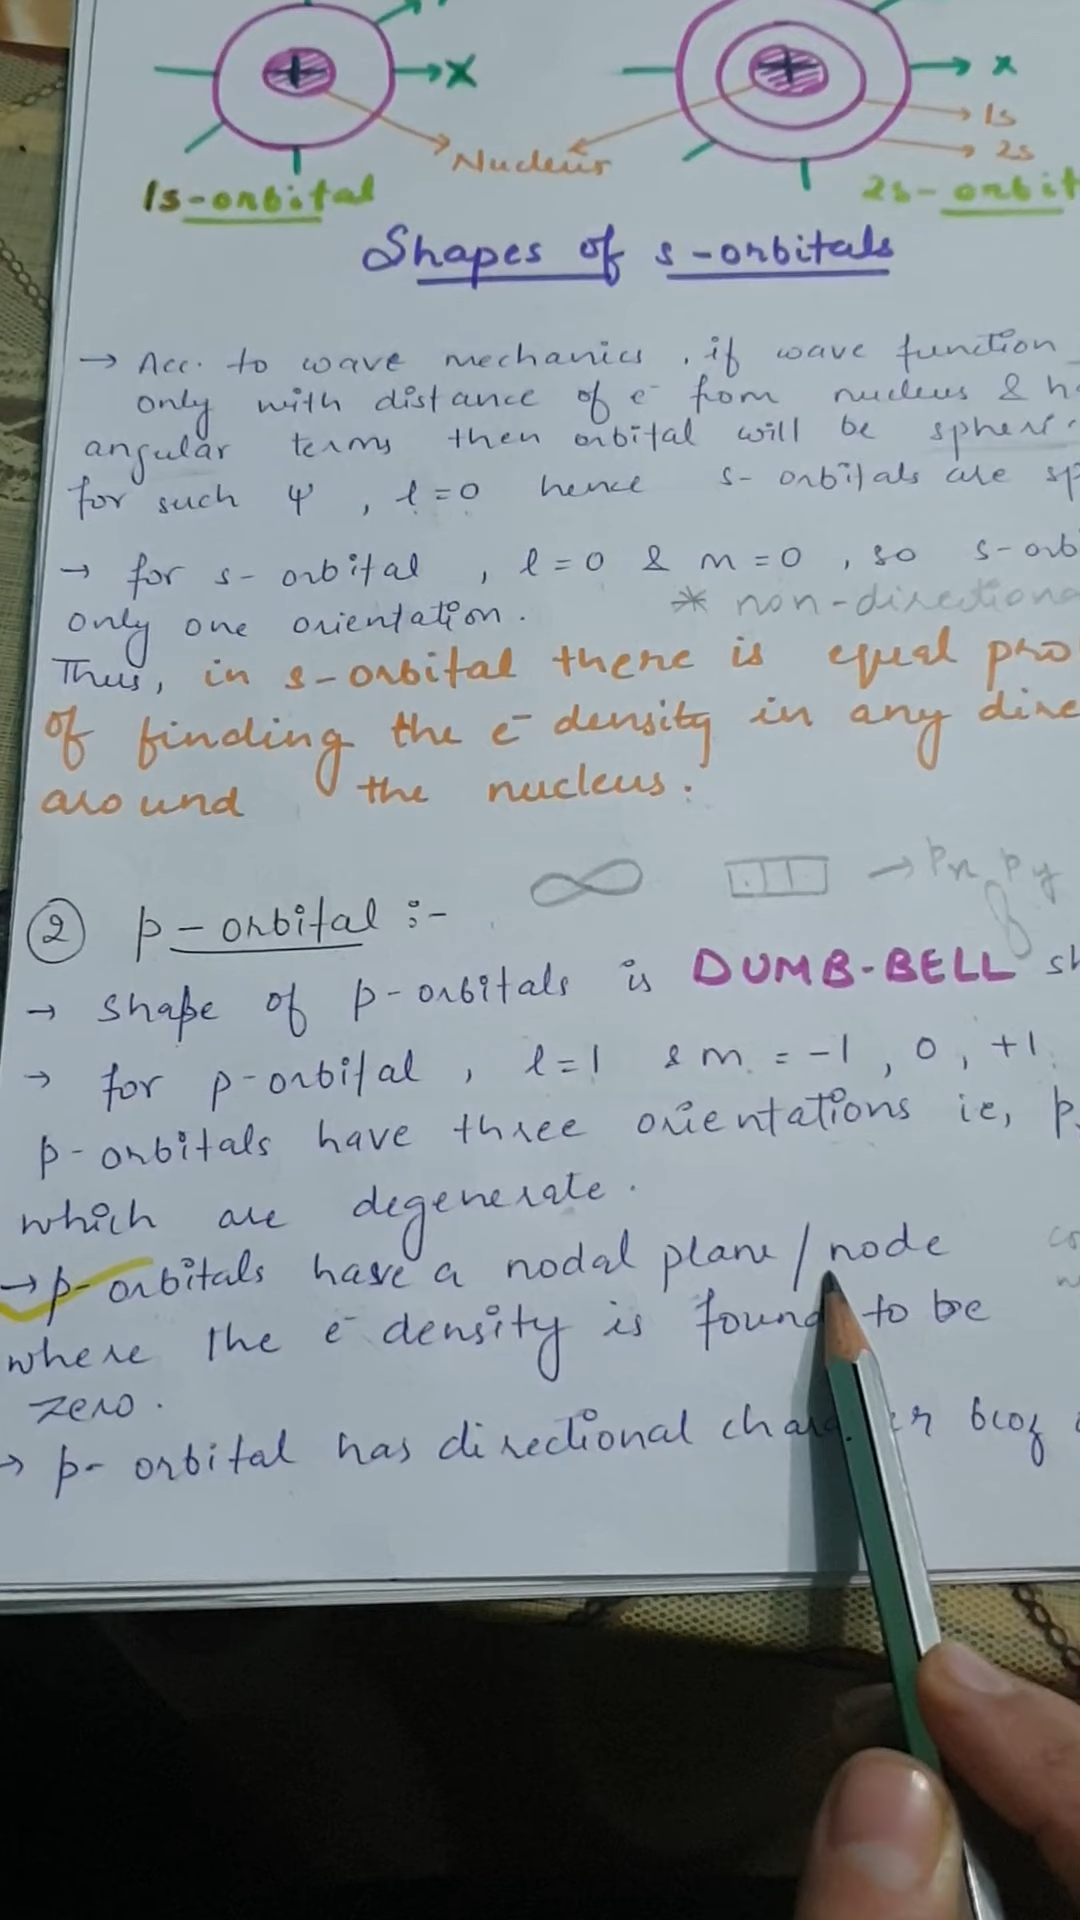 X
x
1s
Nucleus
2s
1s-orbital
2s-orbit
Shapes of s-orbitals
→ Acc. to wave mechanics, if wave function
only with distance of e⁻ from nucleus & h
angular terms then orbital will be spheri
for such ψ, l=0 hence s-orbitals are sp
→ for s-orbital, l=0 & m=0, so s-orb
only one orientation. * non-directiona
Thus, in s-orbital there is equal pro
of finding the e⁻ density in any dire
around the nucleus.
→ Px Py
② p-orbital :-
→ shape of p-orbitals is DUMB-BELL sh
→ for p-orbital, l=1 & m = -1, 0, +1
p-orbitals have three orientations ie, p
which are degenerate.
→ p-orbitals have a nodal plane/node
where the e⁻ density is found to be
zero.
→ p-orbital has directional character bcoz